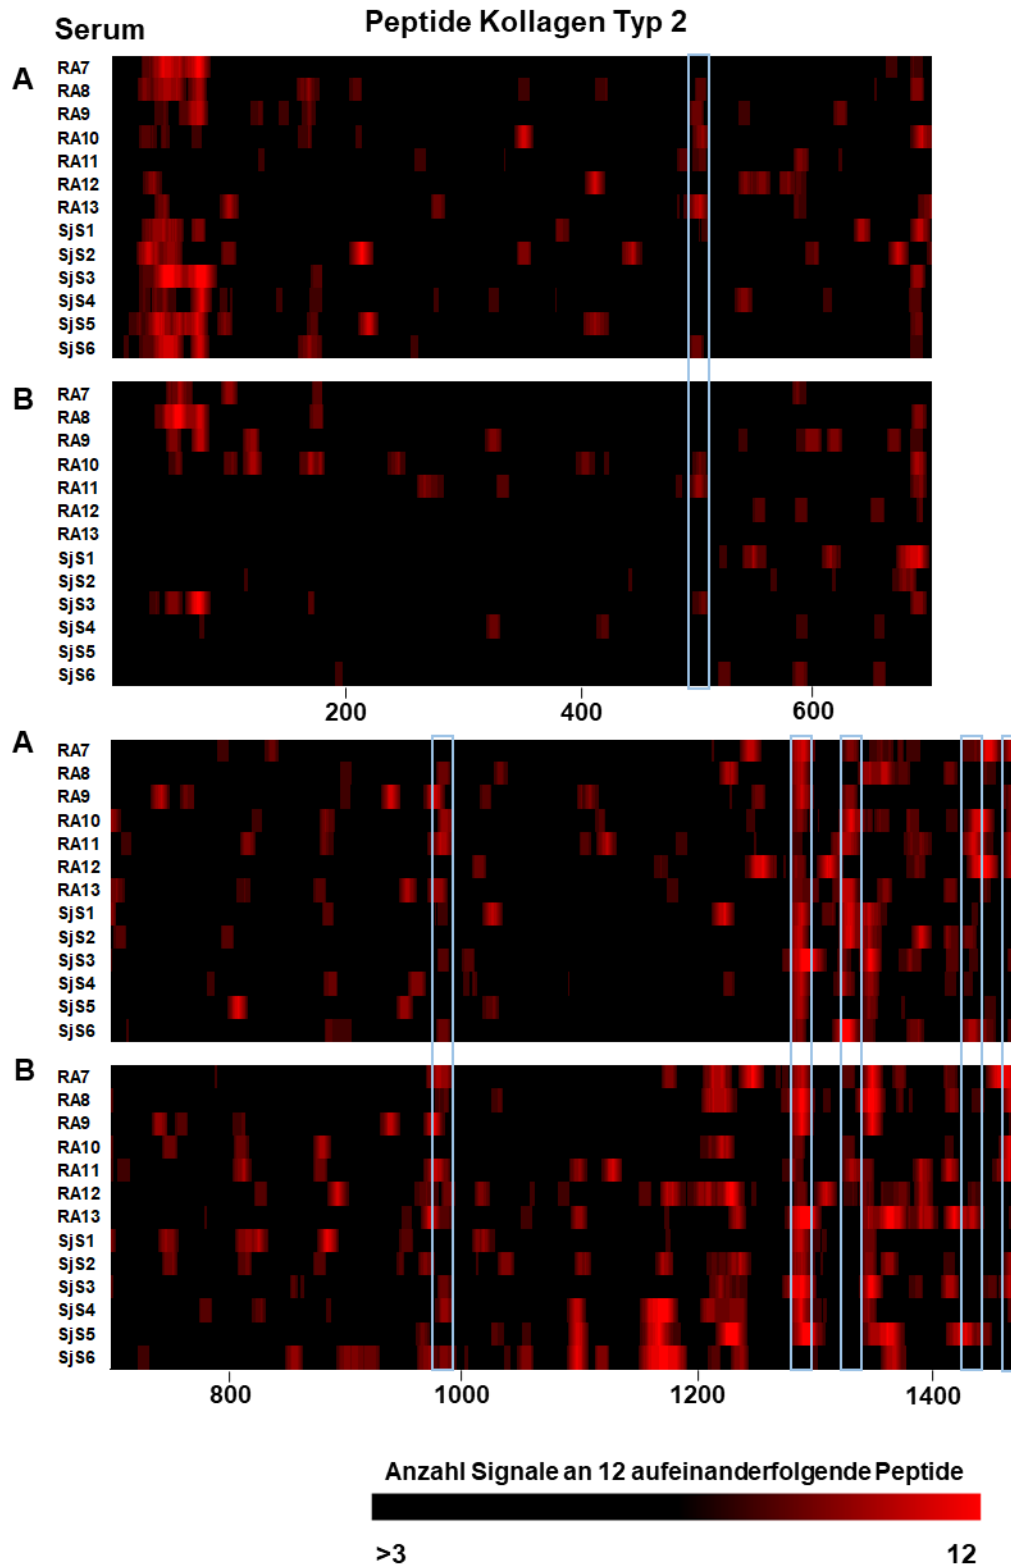 Peptide Kollagen Typ 2
Serum
A
RA7
RA8
RA9
RA10
RA11
RA12
RA13
SjS1
SjS2
SjS3
SjS4
SjS5
SjS6
B
RA7
RA8
RA9
RA10
RA11
RA12
RA13
SjS1
SjS2
SjS3
SjS4
SjS5
SjS6
200 400 600
A
RA7
RA8
RA9
RA10
RA11
RA12
RA13
SjS1
SjS2
SjS3
SjS4
SjS5
SjS6
B
RA7
RA8
RA9
RA10
RA11
RA12
RA13
SjS1
SjS2
SjS3
SjS4
SjS5
SjS6
800 1000 1200 1400
Anzahl Signale an 12 aufeinanderfolgende Peptide
>3 12